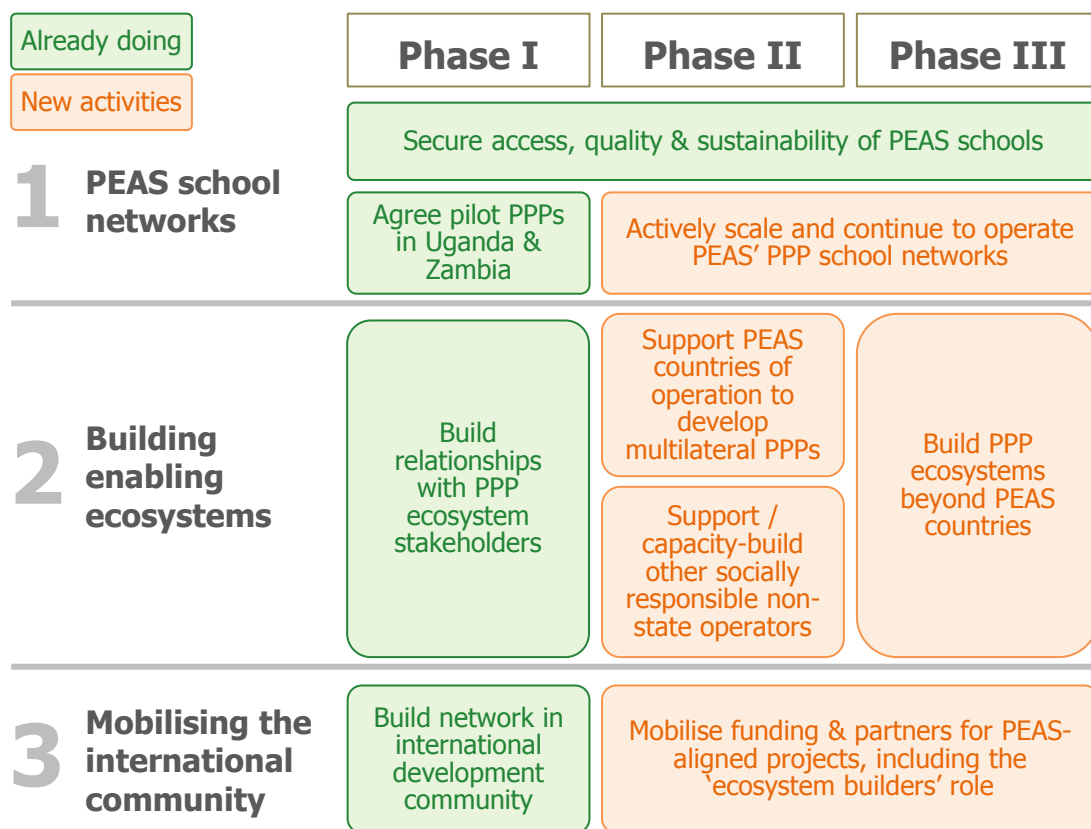 Already doing
New activities
Phase I
Phase II
Phase III
1
PEAS school
networks
Secure access, quality & sustainability of PEAS schools
Agree pilot PPPs
in Uganda &
Zambia
Actively scale and continue to operate
PEAS’ PPP school networks
2
Building
enabling
ecosystems
Build
relationships
with PPP
ecosystem
stakeholders
Support PEAS
countries of
operation to
develop
multilateral PPPs
Support /
capacity-build
other socially
responsible non-
state operators
Build PPP
ecosystems
beyond PEAS
countries
3
Mobilising the
international
community
Build network in
international
development
community
Mobilise funding & partners for PEAS-
aligned projects, including the
‘ecosystem builders’ role